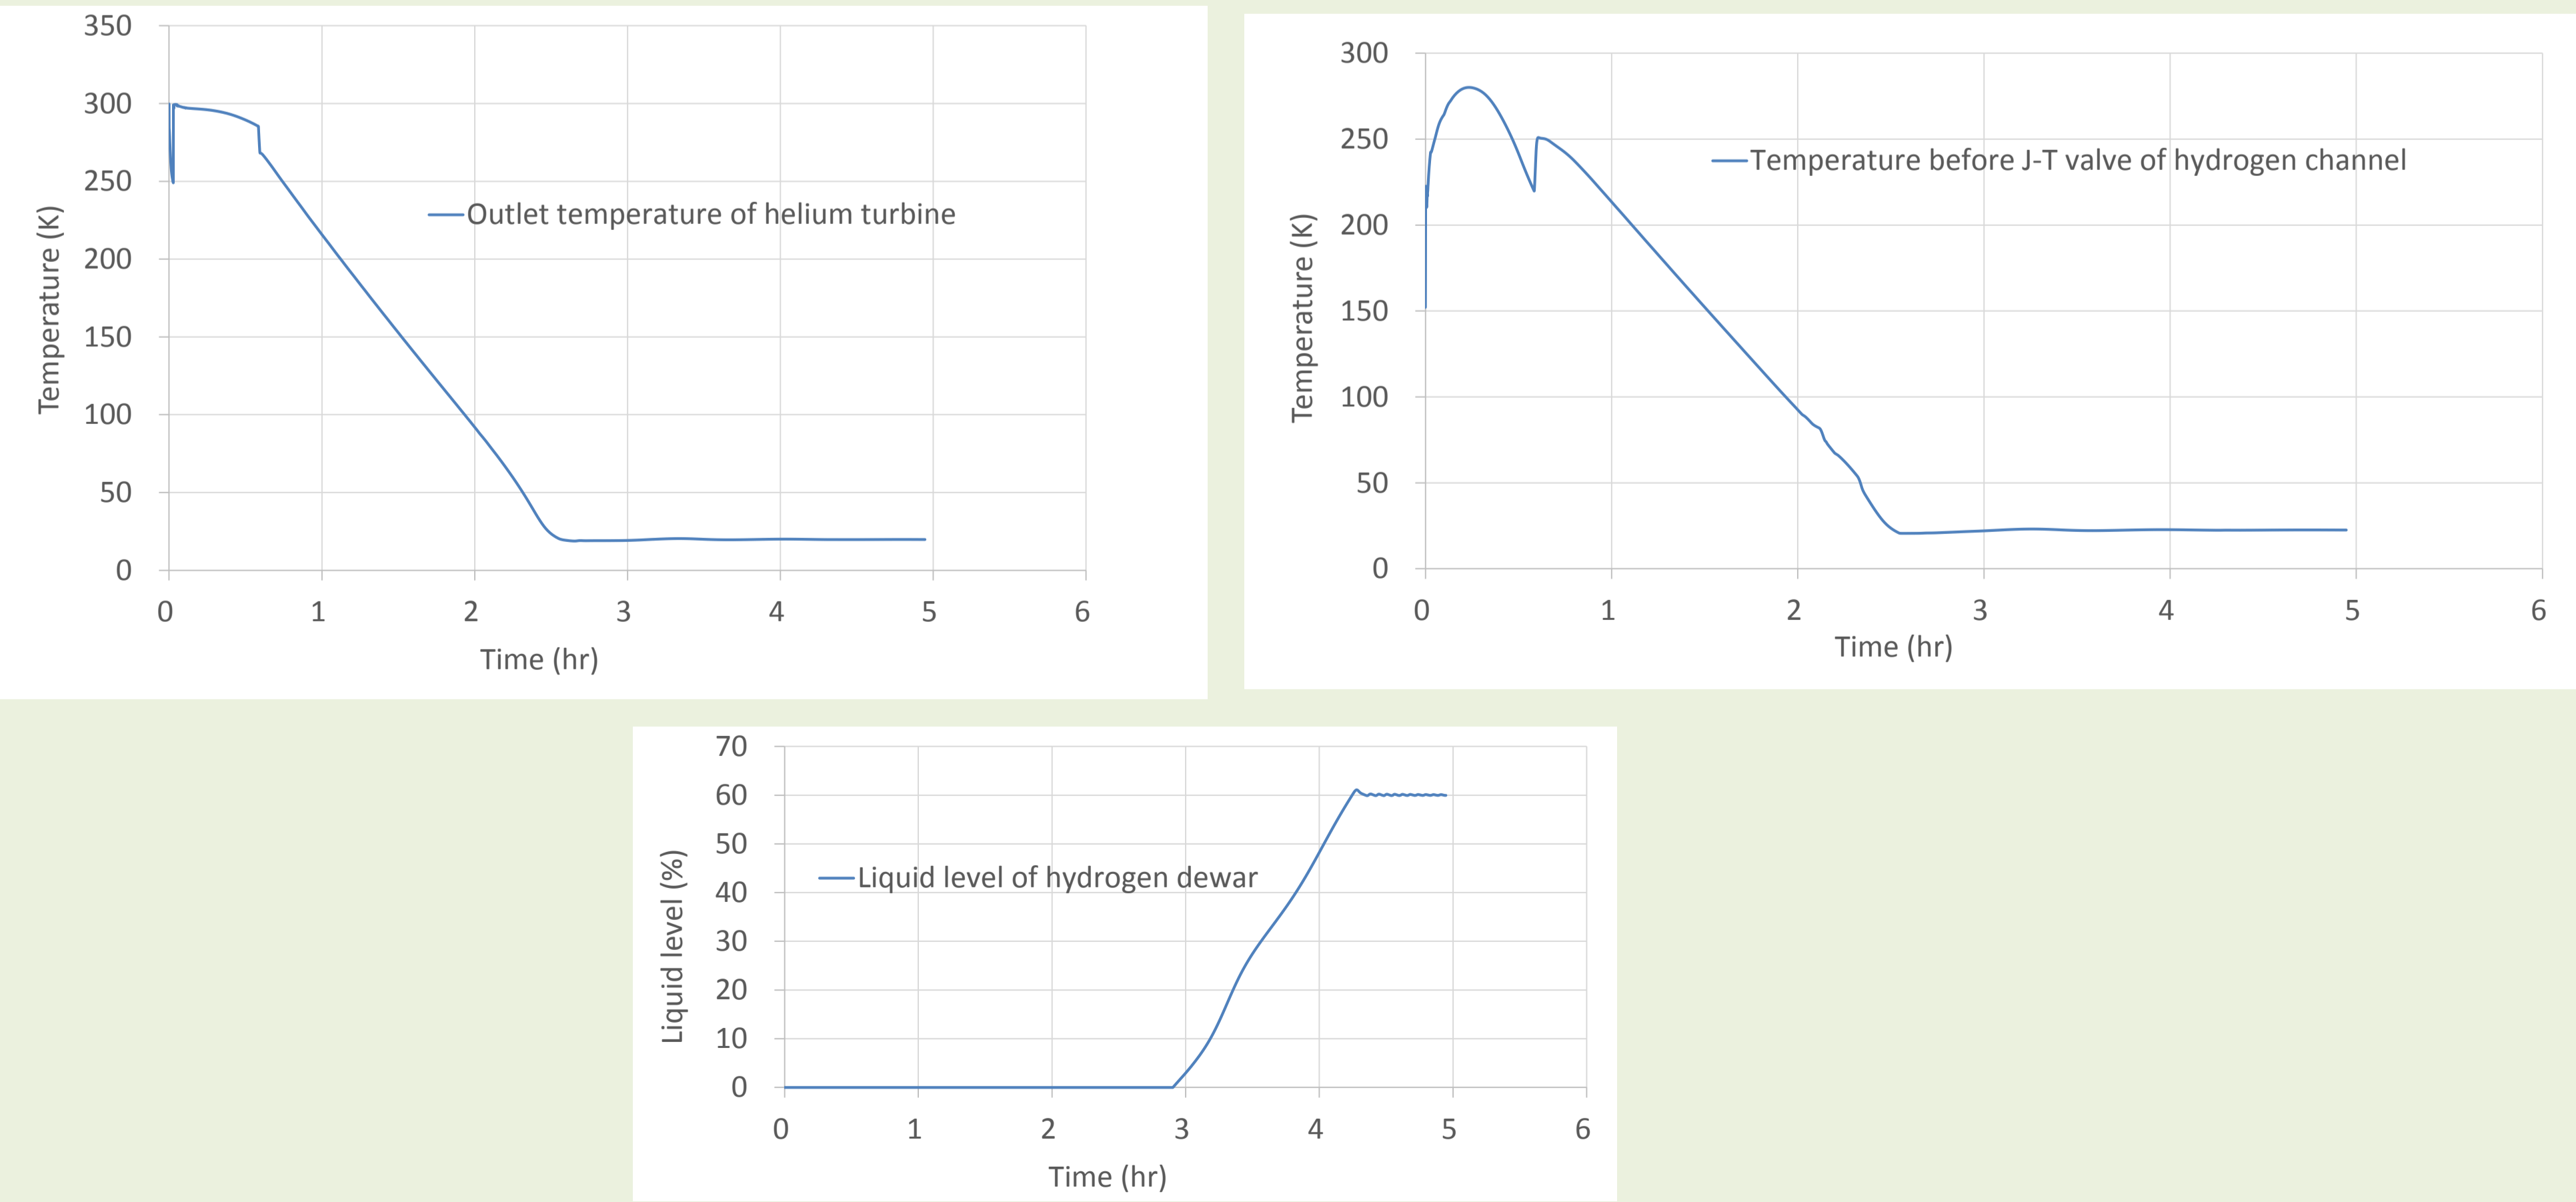 350
300
250
200
150
100
50
0
Temperature (K)
Outlet temperature of helium turbine
0 1 2 3 4 5 6
Time (hr)
300
250
200
150
100
50
0
Temperature (K)
Temperature before J-T valve of hydrogen channel
0 1 2 3 4 5 6
Time (hr)
70
60
50
40
30
20
10
0
Liquid level (%)
Liquid level of hydrogen dewar
0 1 2 3 4 5 6
Time (hr)